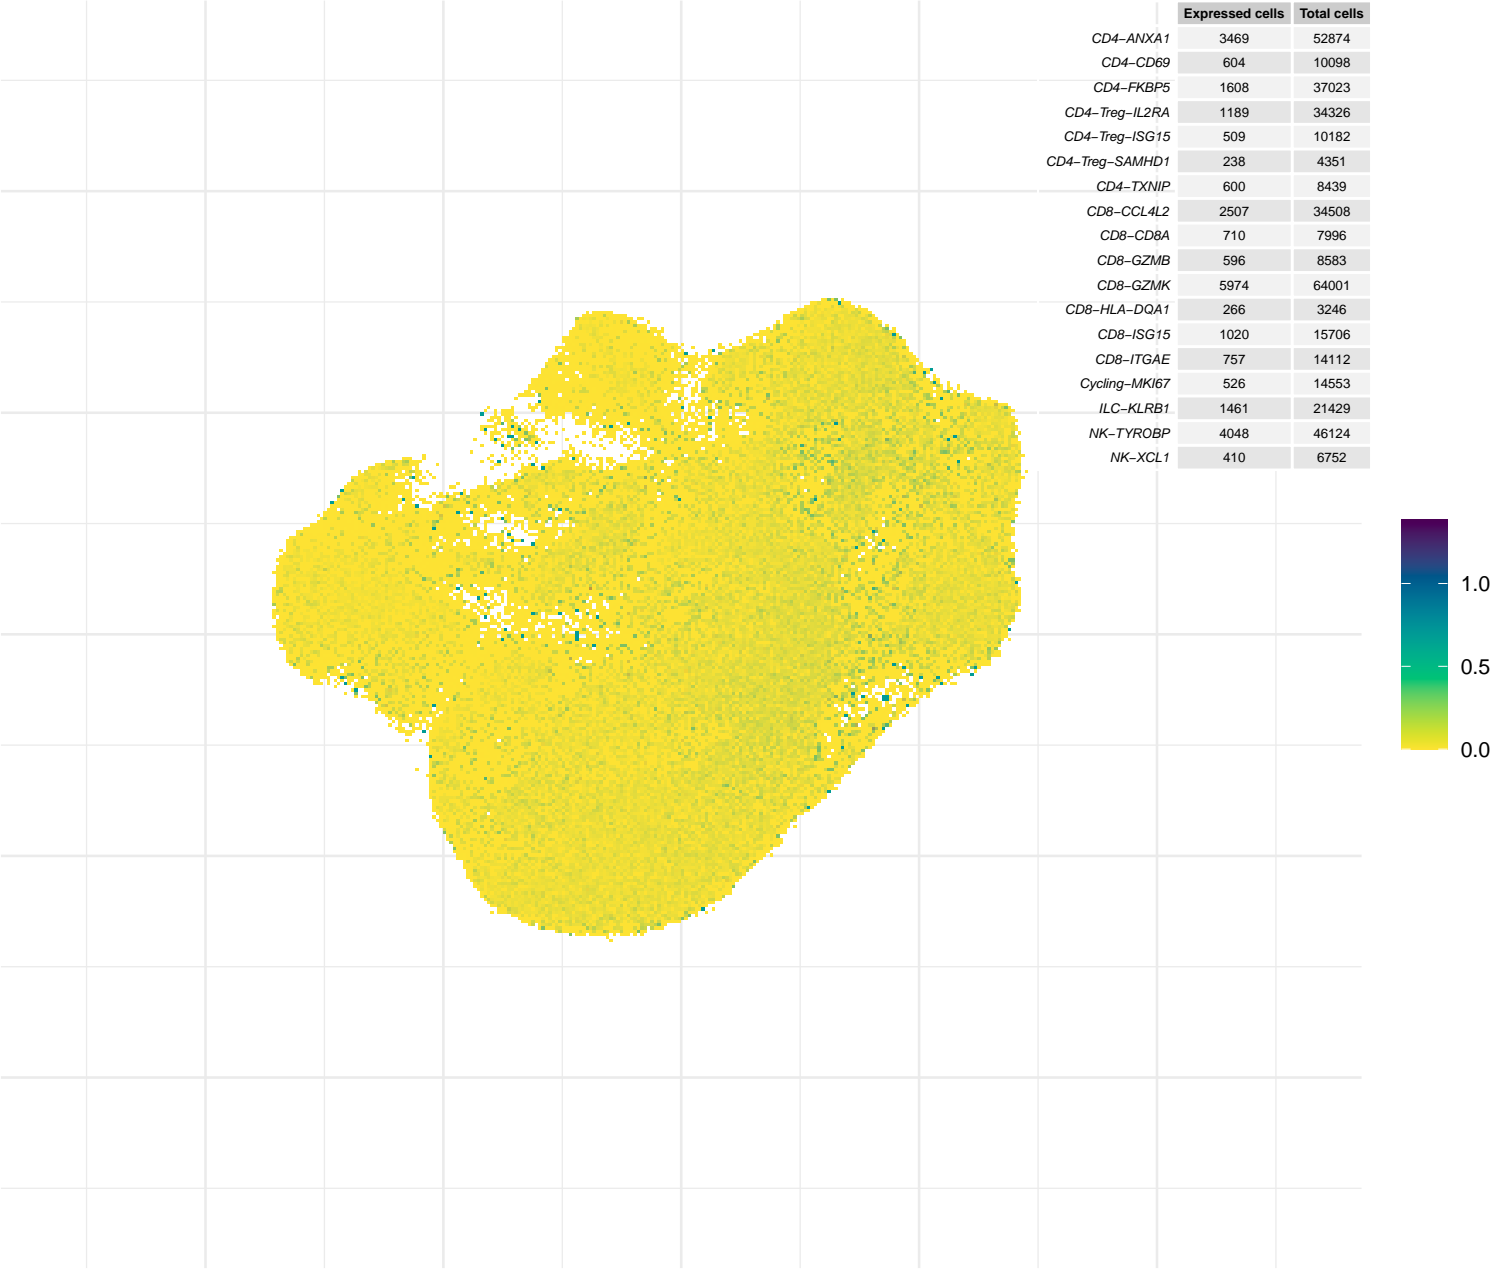 Expressed cells Total cells
CD4−ANXA1 3469 52874
CD4−CD69 604 10098
CD4−FKBP5 1608 37023
CD4−Treg−IL2RA 1189 34326
CD4−Treg−ISG15 509 10182
CD4−Treg−SAMHD1 238 4351
CD4−TXNIP 600 8439
CD8−CCL4L2 2507 34508
CD8−CD8A 710 7996
CD8−GZMB 596 8583
CD8−GZMK 5974 64001
CD8−HLA−DQA1 266 3246
CD8−ISG15 1020 15706
CD8−ITGAE 757 14112
Cycling−MKI67 526 14553
ILC−KLRB1 1461 21429
NK−TYROBP 4048 46124
NK−XCL1 410 6752
1.0
0.5
0.0